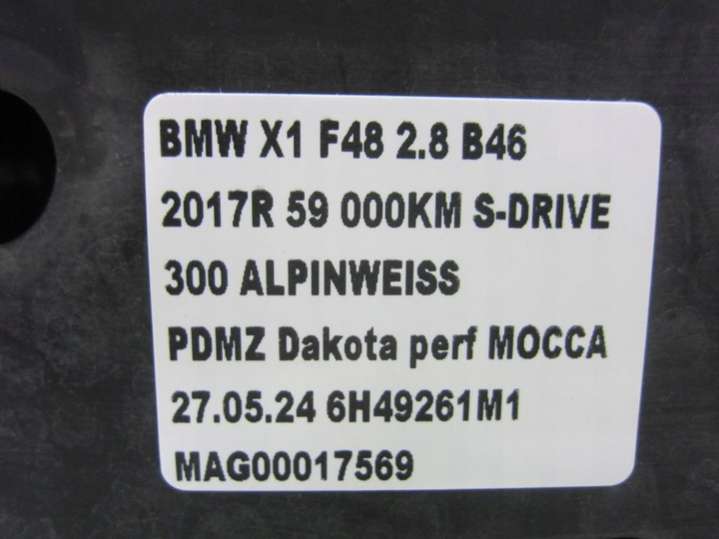 BMW X1 F48 2.8 B46
2017R 59 000KM S-DRIVE
300 ALPINWEISS
PDMZ Dakota perf MOCCA
27.05.24 6H49261M1
MAG00017569